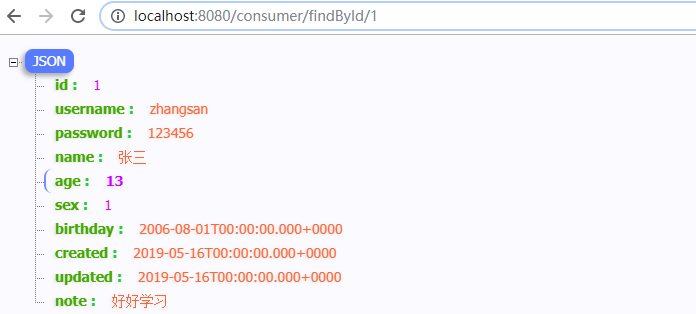 localhost:8080/consumer/findById/1
JSON
id : 1
username : zhangsan
password : 123456
name : 张三
age : 13
sex : 1
birthday : 2006-08-01T00:00:00.000+0000
created : 2019-05-16T00:00:00.000+0000
updated : 2019-05-16T00:00:00.000+0000
note : 好好学习